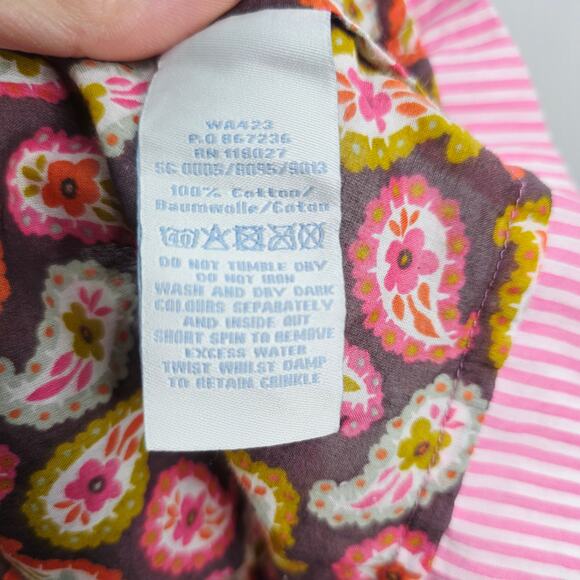 WA423
P.O 867236
RN 118027
SC 0005/9095/9013
100% Cotton/
Baumwolle/Coton
40
DO NOT TUMBLE DRY
DO NOT IRON
WASH AND DRY DARK
COLOURS SEPARATELY
AND INSIDE OUT
SHORT SPIN TO REMOVE
EXCESS WATER
TWIST WHILST DAMP
TO RETAIN CRINKLE